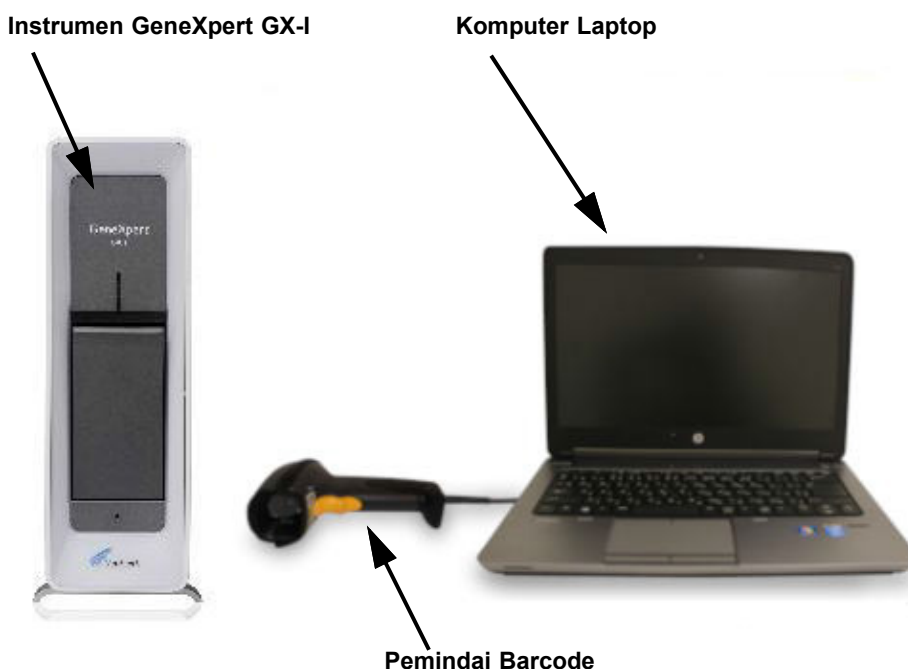 Instrumen GeneXpert GX-I
Komputer Laptop
GeneXpert
Pemindai Barcode